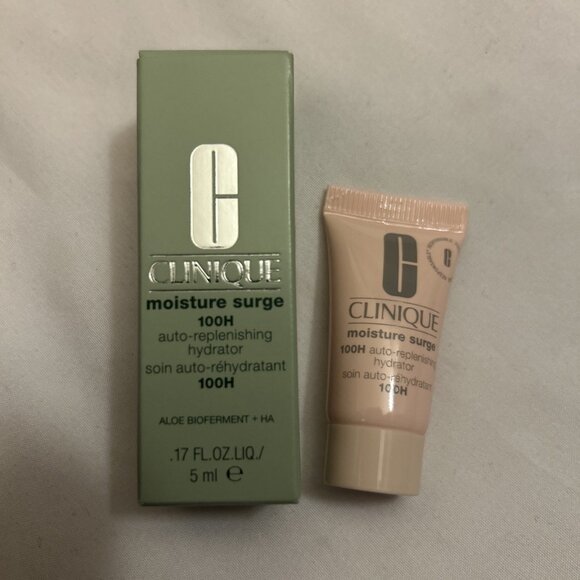 C
CLINIQUE
moisture surge
100H
auto-replenishing
hydrator
soin auto-réhydratant
100H
ALOE BIOFERMENT + HA
.17 FL.OZ.LIQ./
5 ml e
C
CLINIQUE
moisture surge
100H auto-replenishing
hydrator
soin auto-réhydratant
100H
C